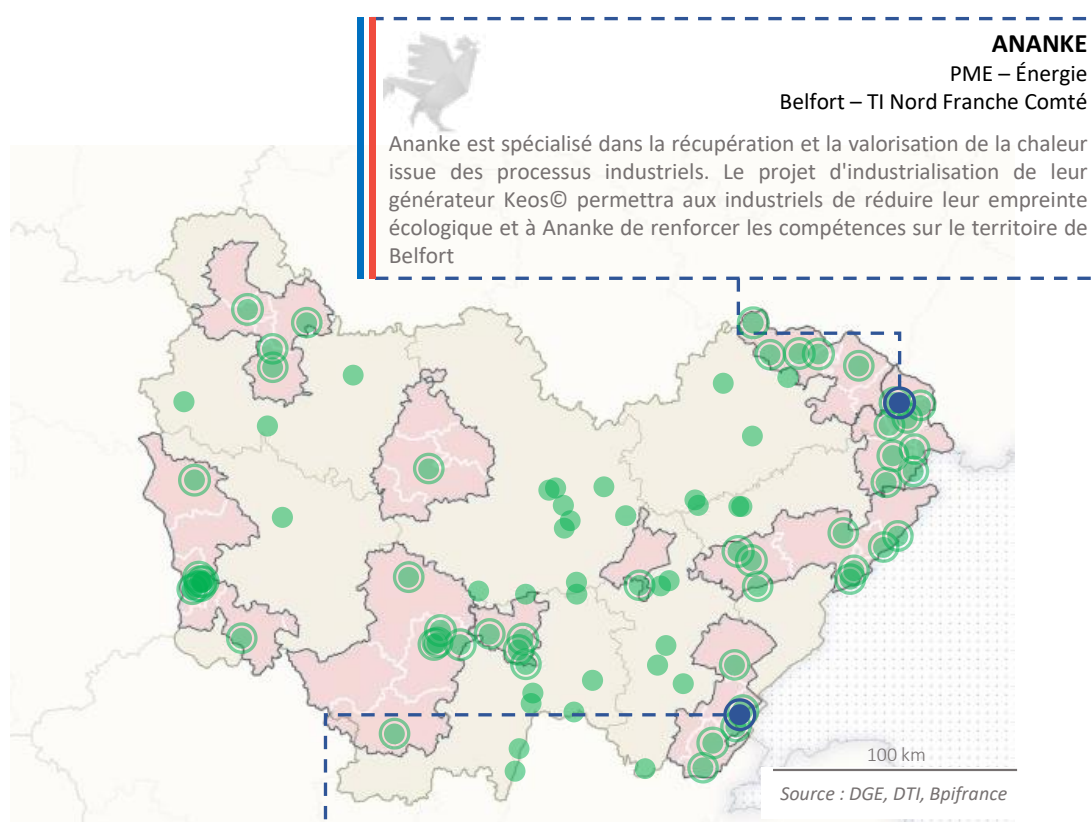 ANANKE
PME – Énergie
Belfort – TI Nord Franche Comté
Ananke est spécialisé dans la récupération et la valorisation de la chaleur
issue des processus industriels. Le projet d'industrialisation de leur
générateur Keos© permettra aux industriels de réduire leur empreinte
écologique et à Ananke de renforcer les compétences sur le territoire de
Belfort
100 km
Source : DGE, DTI, Bpifrance